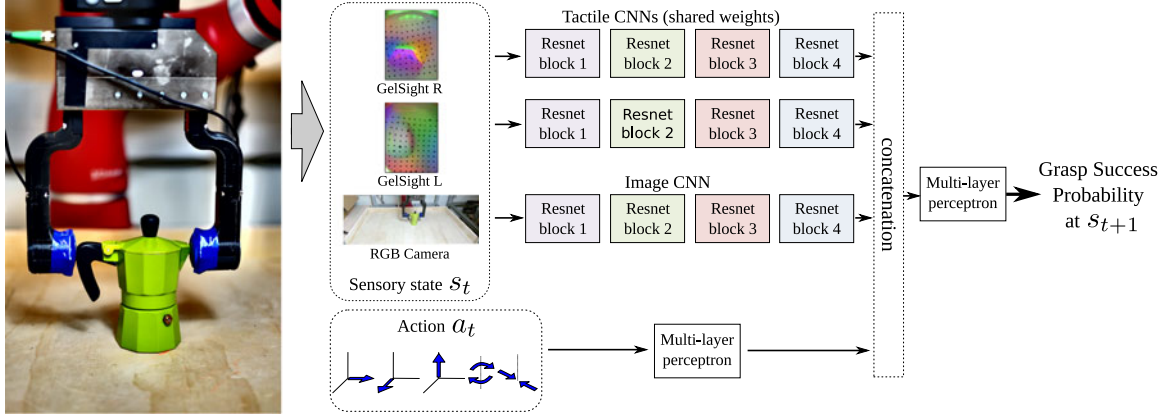 Tactile CNNs (shared weights)
GelSight R
Resnet
block 1
Resnet
block 2
Resnet
block 3
Resnet
block 4
GelSight L
Resnet
block 1
Resnet
block 2
Resnet
block 3
Resnet
block 4
Image CNN
RGB Camera
Resnet
block 1
Resnet
block 2
Resnet
block 3
Resnet
block 4
Sensory state s_t
Action a_t
Multi-layer
perceptron
concatenation
Multi-layer
perceptron
Grasp Success
Probability
at s_{t+1}